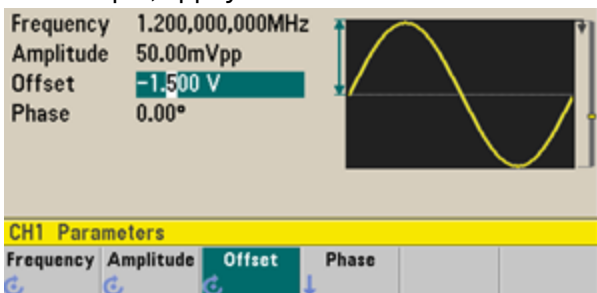 Frequency 1.200,000,000MHz
Amplitude 50.00mVpp
Offset -1.500 V
Phase 0.00°
CH1 Parameters
Frequency Amplitude Offset Phase